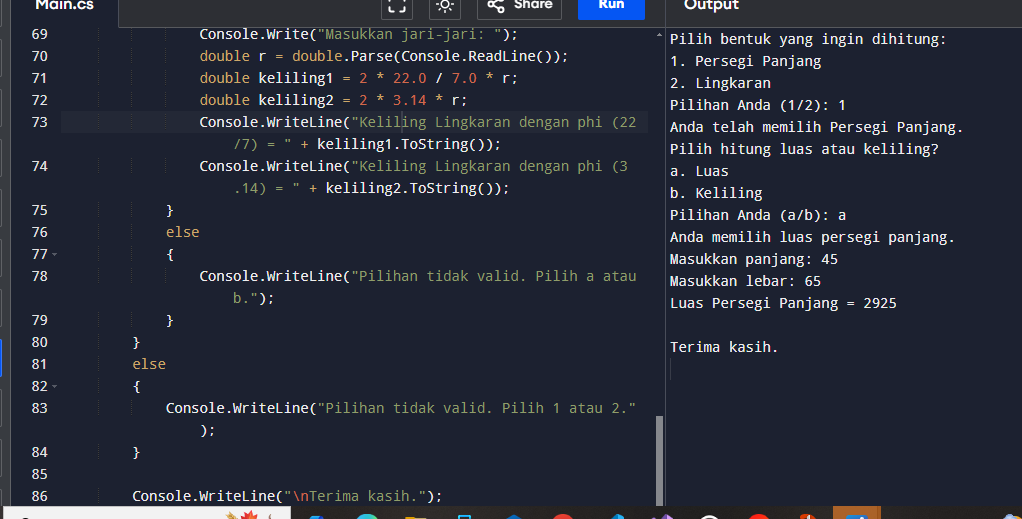 Main.cs
Share
Run
Output
69 Console.Write("Masukkan jari-jari: ");
70 double r = double.Parse(Console.ReadLine());
71 double keliling1 = 2 * 22.0 / 7.0 * r;
72 double keliling2 = 2 * 3.14 * r;
73 Console.WriteLine("Keliling Lingkaran dengan phi (22
/7) = " + keliling1.ToString());
74 Console.WriteLine("Keliling Lingkaran dengan phi (3
.14) = " + keliling2.ToString());
75 }
76 else
77 {
78 Console.WriteLine("Pilihan tidak valid. Pilih a atau
b.");
79 }
80 }
81 else
82 {
83 Console.WriteLine("Pilihan tidak valid. Pilih 1 atau 2."
);
84 }
85
86 Console.WriteLine("\nTerima kasih.");
Pilih bentuk yang ingin dihitung:
1. Persegi Panjang
2. Lingkaran
Pilihan Anda (1/2): 1
Anda telah memilih Persegi Panjang.
Pilih hitung luas atau keliling?
a. Luas
b. Keliling
Pilihan Anda (a/b): a
Anda memilih luas persegi panjang.
Masukkan panjang: 45
Masukkan lebar: 65
Luas Persegi Panjang = 2925
Terima kasih.